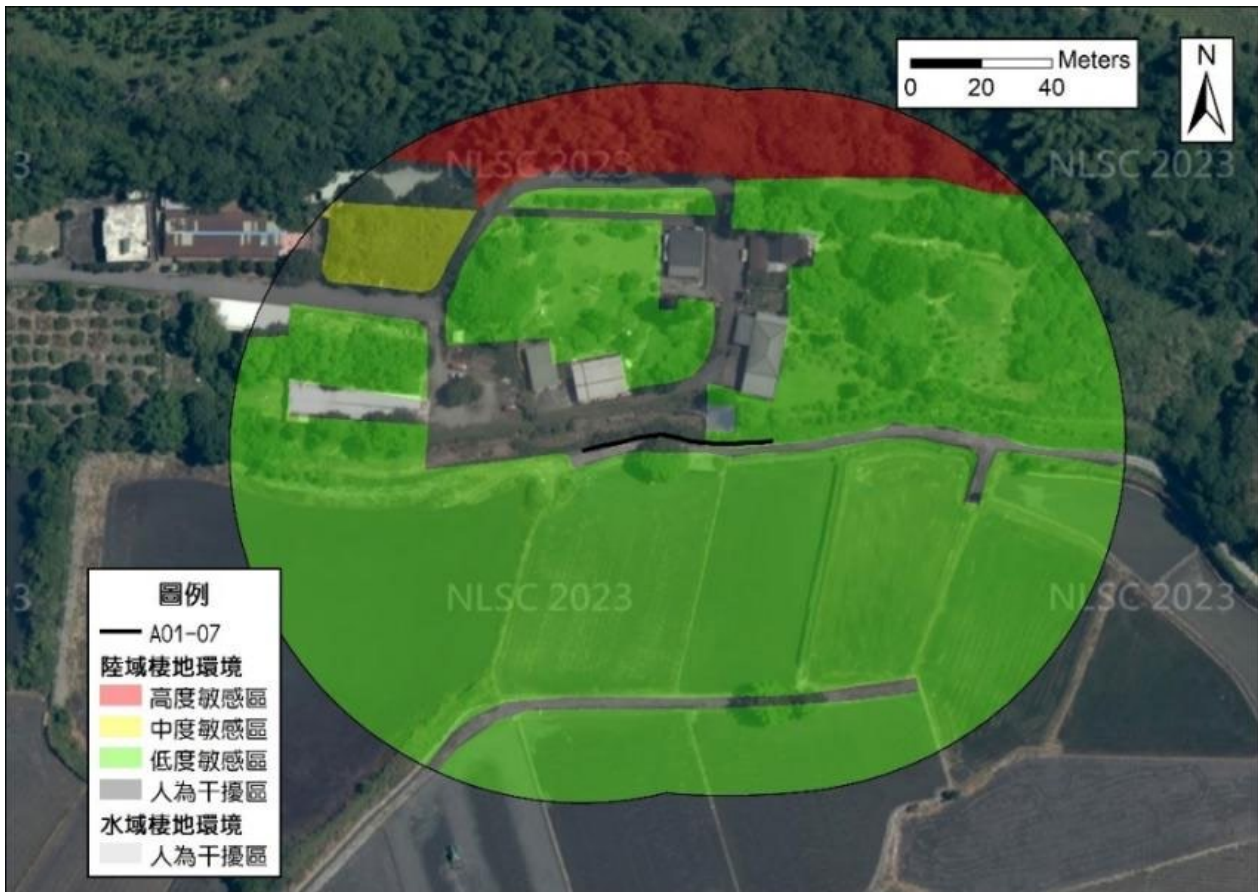 Meters
0 20 40
N
3 NLSC 2023 NLSC 2023
3 NLSC 2023 NLSC 2023
圖例
A01-07
陸域棲地環境
高度敏感區
中度敏感區
低度敏感區
人為干擾區
水域棲地環境
人為干擾區